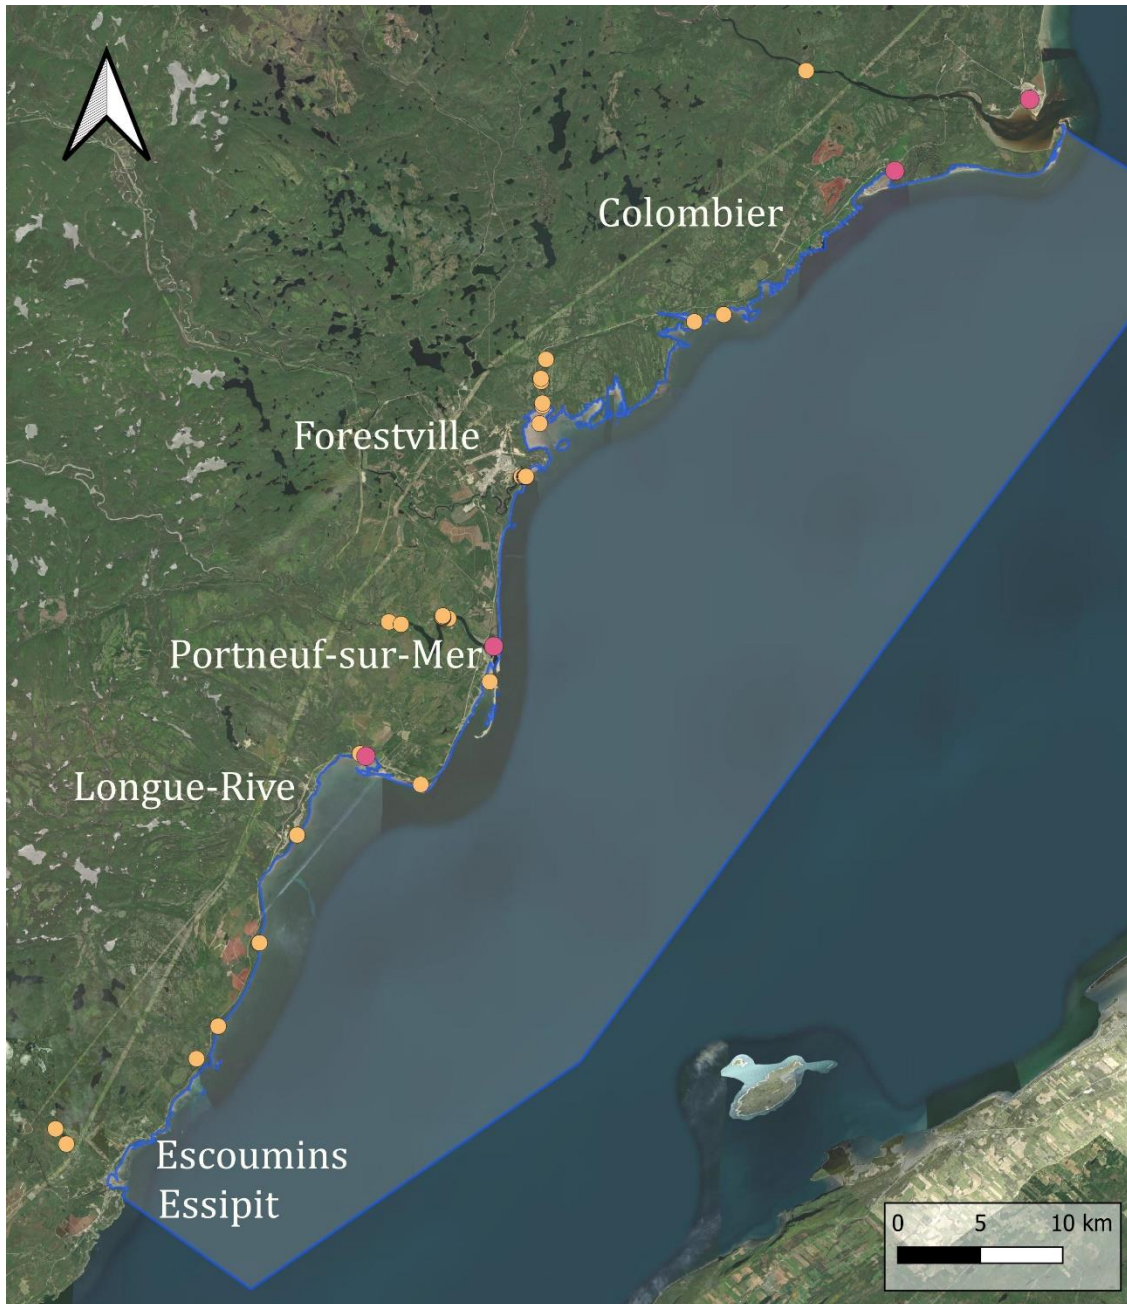 Colombier
Forestville
Portneuf-sur-Mer
Longue-Rive
Escoumins
Essipit
0 5 10 km